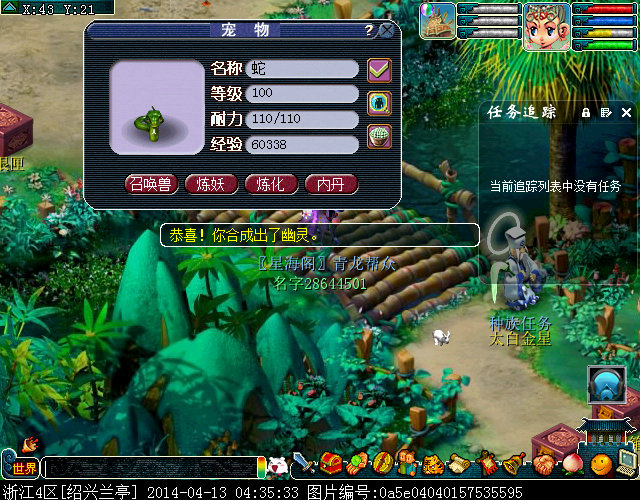 X:43 Y:21
宠 物
?
名称 蛇
等级 100
耐力 110/110
经验 60338
召唤兽 炼妖 炼化 内丹
任务追踪
当前追踪列表中没有任务
恭喜！你合成出了幽灵。
〖星海阁〗青龙帮众
名字28644501
种族任务
太白金星
世界
浙江4区[绍兴兰亭] 2014-04-13 04:35:33 图片编号:0a5e04040157535595